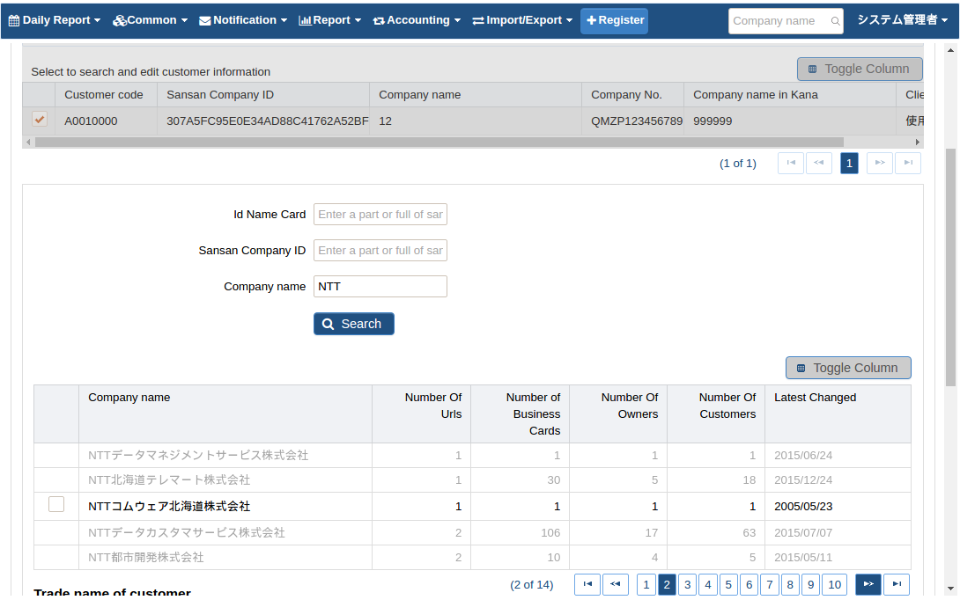 Daily Report Common Notification Report Accounting Import/Export Register Company name システム管理者
Select to search and edit customer information
Toggle Column
Customer code Sansan Company ID Company name Company No. Company name in Kana Clie
A0010000 307A5FC95E0E34AD88C41762A52BF 12 QMZP123456789 999999 使用
(1 of 1) 1
Id Name Card Enter a part or full of sar
Sansan Company ID Enter a part or full of sar
Company name NTT
Search
Toggle Column
Company name Number Of Urls Number of Business Cards Number Of Owners Number Of Customers Latest Changed
NTTデータマネジメントサービス株式会社 1 1 1 1 2015/06/24
NTT北海道テレマート株式会社 1 30 5 18 2015/12/24
NTTコムウェア北海道株式会社 1 1 1 1 2005/05/23
NTTデータカスタマサービス株式会社 2 106 17 63 2015/07/07
NTT都市開発株式会社 2 10 4 5 2015/05/11
(2 of 14) 1 2 3 4 5 6 7 8 9 10
Trade name of customer